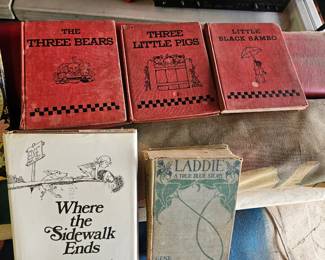 THE
THREE BEARS
THREE
LITTLE PIGS
LITTLE
BLACK SAMBO
Where
the
Sidewalk
Ends
LADDIE
A TRUE BLUE STORY
GENE